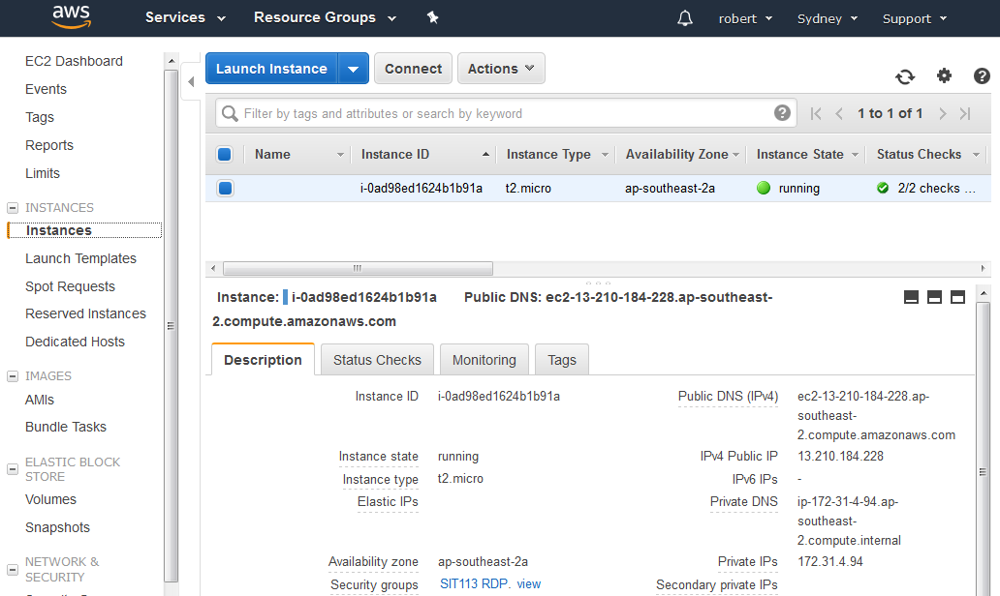 aws Services Resource Groups robert Sydney Support
EC2 Dashboard
Events
Tags
Reports
Limits
INSTANCES
Instances
Launch Templates
Spot Requests
Reserved Instances
Dedicated Hosts
IMAGES
AMIs
Bundle Tasks
ELASTIC BLOCK
STORE
Volumes
Snapshots
NETWORK &
SECURITY
Launch Instance Connect Actions
Filter by tags and attributes or search by keyword ? 1 to 1 of 1
Name Instance ID Instance Type Availability Zone Instance State Status Checks
i-0ad98ed1624b1b91a t2.micro ap-southeast-2a running 2/2 checks ...
Instance: i-0ad98ed1624b1b91a Public DNS: ec2-13-210-184-228.ap-southeast-
2.compute.amazonaws.com
Description Status Checks Monitoring Tags
Instance ID i-0ad98ed1624b1b91a Public DNS (IPv4) ec2-13-210-184-228.ap-
southeast-
2.compute.amazonaws.com
Instance state running IPv4 Public IP 13.210.184.228
Instance type t2.micro IPv6 IPs -
Elastic IPs Private DNS ip-172-31-4-94.ap-
southeast-
2.compute.internal
Availability zone ap-southeast-2a Private IPs 172.31.4.94
Security groups SIT113 RDP. view Secondary private IPs